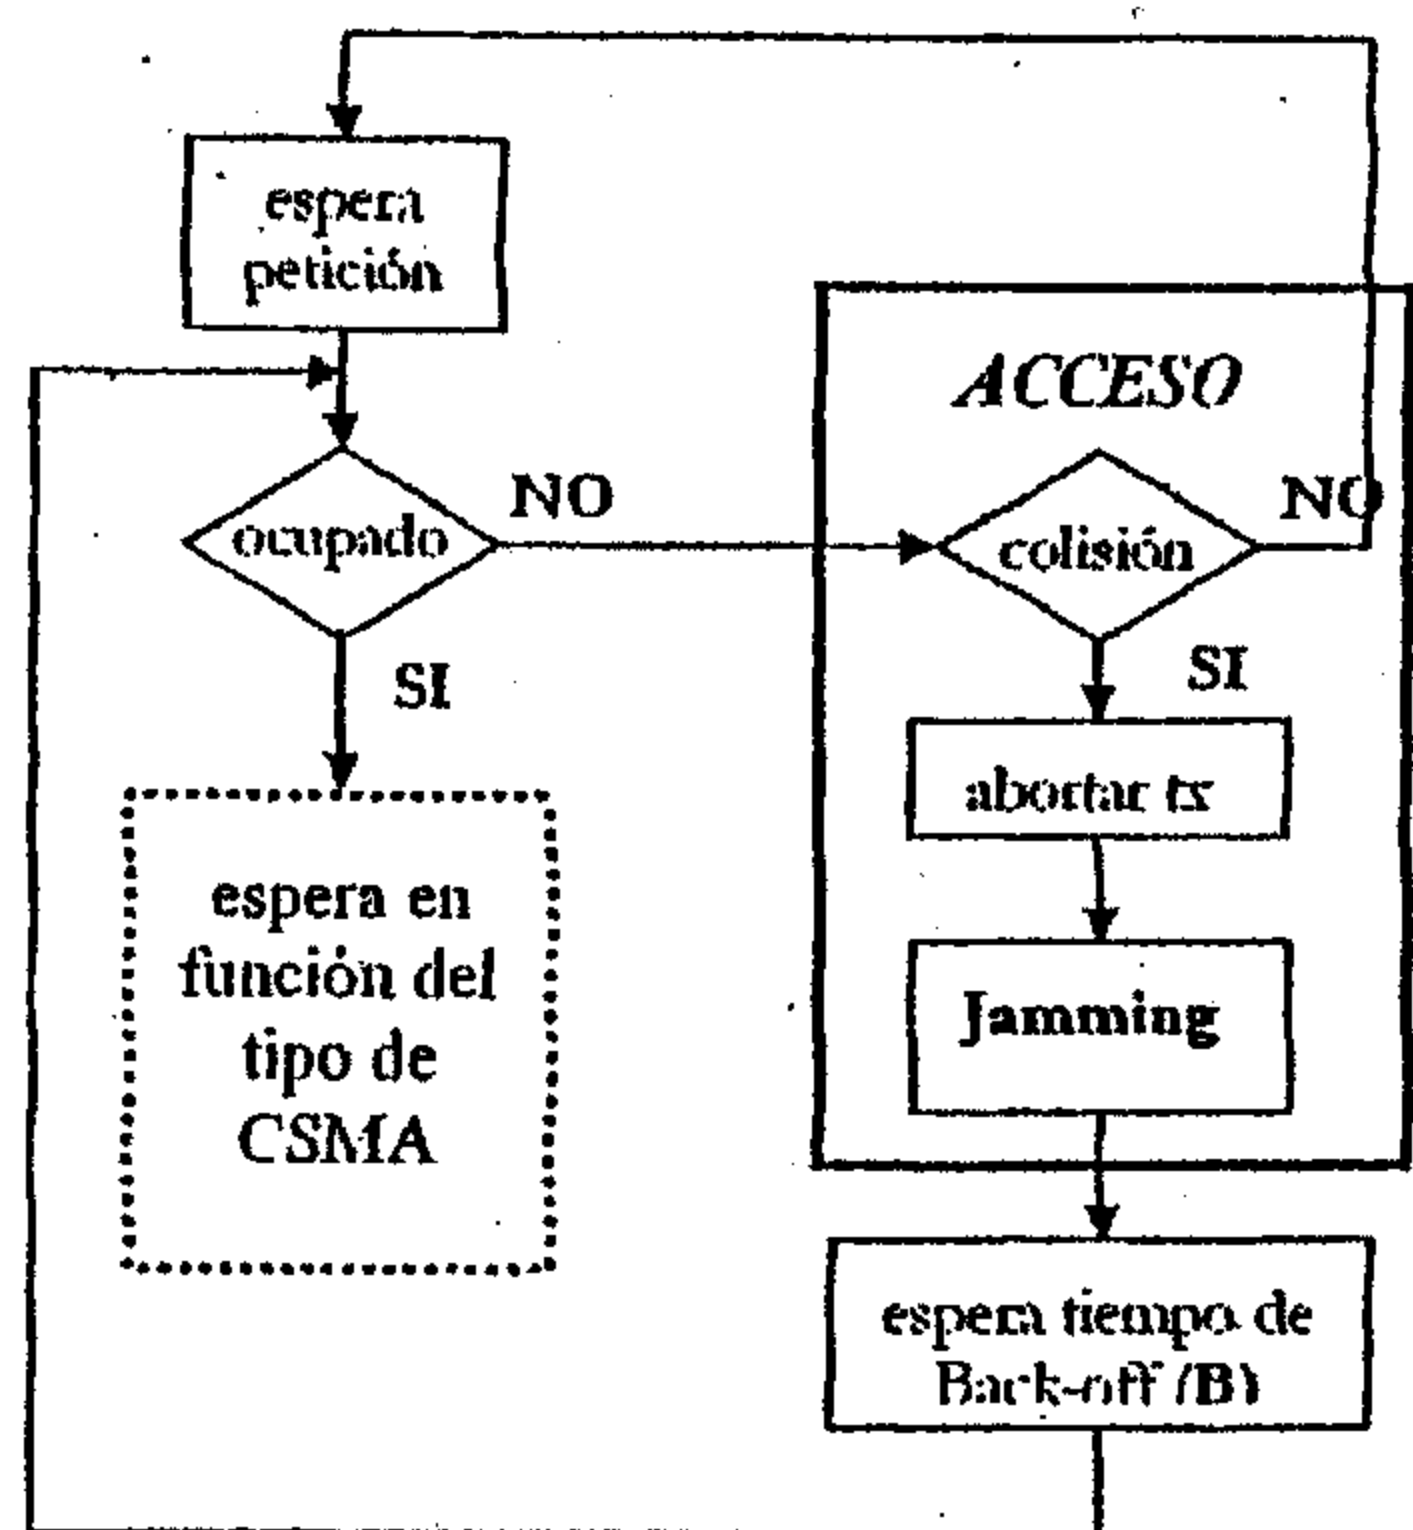 espera
petición
ACCESO
ocupado
NO
colisión
NO
SI
SI
abortar tx
espera en
función del
tipo de
CSMA
Jamming
espera tiempo de
Back-off (B)